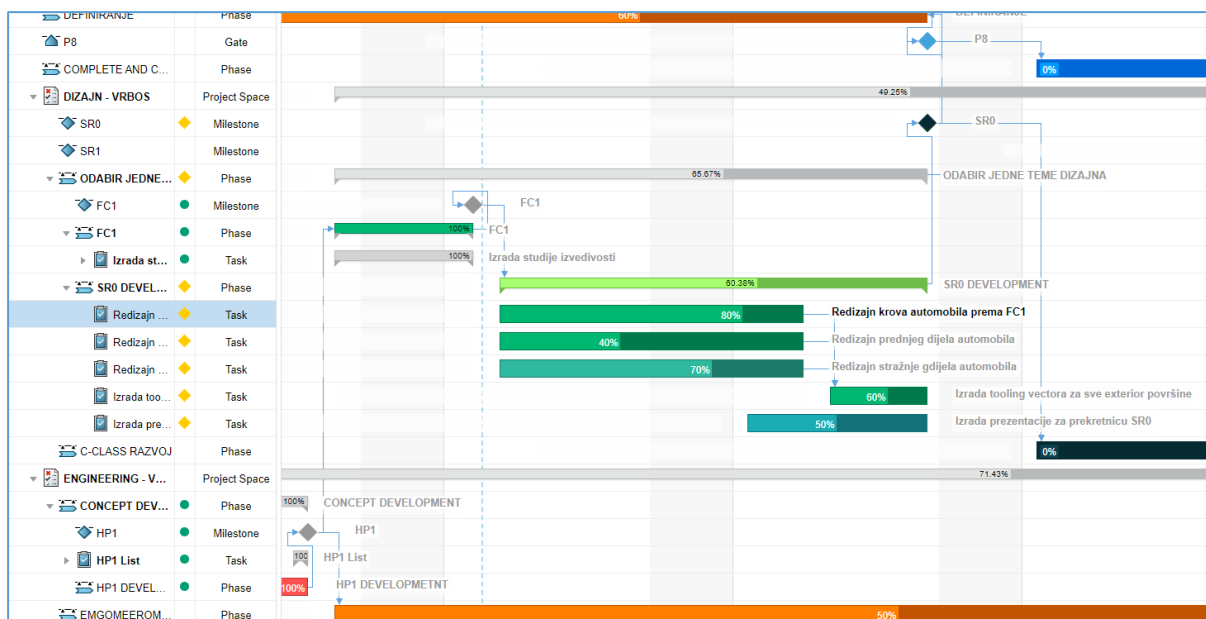 DEFINIRANJE Phase 60% DEFINIRANJE
P8 Gate P8
COMPLETE AND C... Phase 0%
DIZAJN - VRBOS Project Space 49.25%
SR0 Milestone SR0
SR1 Milestone
ODABIR JEDNE... Phase 65.67% ODABIR JEDNE TEME DIZAJNA
FC1 Milestone FC1
FC1 Phase 100% FC1
Izrada st... Task 100% Izrada studije izvedivosti
SR0 DEVEL... Phase 60.38% SR0 DEVELOPMENT
Redizajn ... Task 80% Redizajn krova automobila prema FC1
Redizajn ... Task 40% Redizajn prednjeg dijela automobila
Redizajn ... Task 70% Redizajn stražnje gdijela automobila
Izrada too... Task 60% Izrada tooling vectora za sve exterior površine
Izrada pre... Task 50% Izrada prezentacije za prekretnicu SR0
C-CLASS RAZVOJ Phase 0%
ENGINEERING - V... Project Space 71.43%
CONCEPT DEV... Phase 100% CONCEPT DEVELOPMENT
HP1 Milestone HP1
HP1 List Task 100 HP1 List
HP1 DEVEL... Phase 100% HP1 DEVELOPMETNT
EMGOMEEROM... Phase 50%